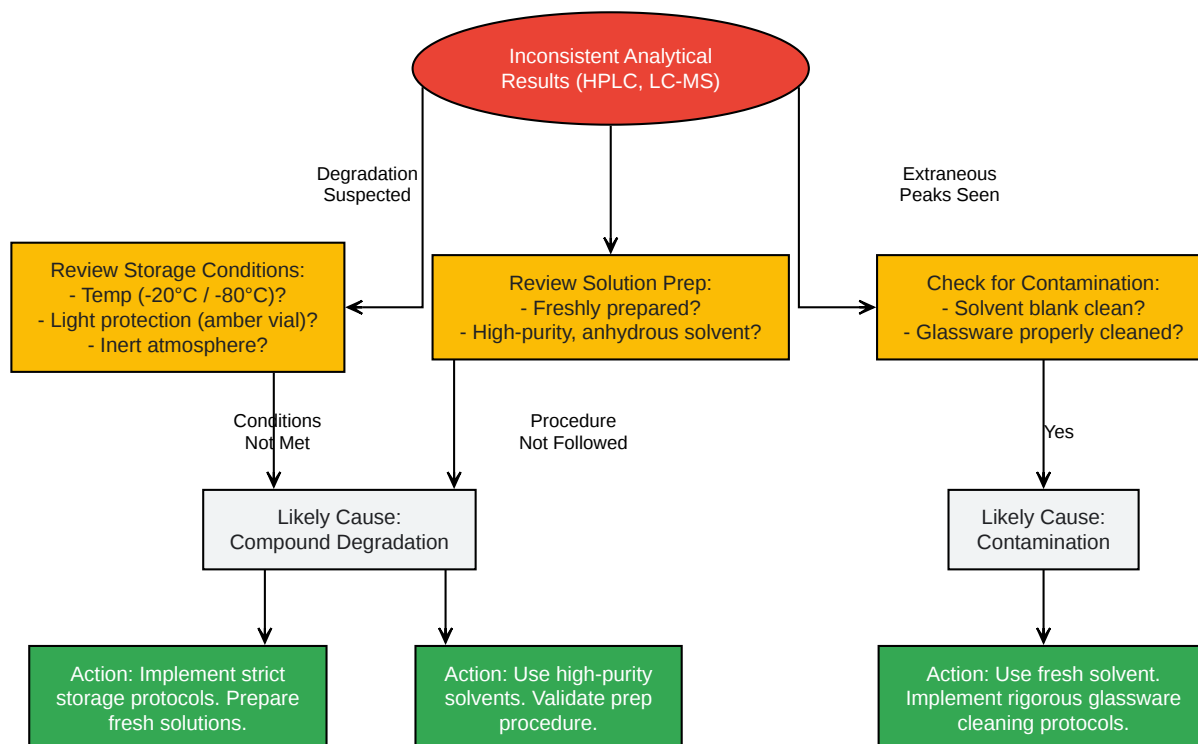 Inconsistent Analytical
Results (HPLC, LC-MS)
Degradation
Suspected
Extraneous
Peaks Seen
Review Storage Conditions:
- Temp (-20°C / -80°C)?
- Light protection (amber vial)?
- Inert atmosphere?
Review Solution Prep:
- Freshly prepared?
- High-purity, anhydrous solvent?
Check for Contamination:
- Solvent blank clean?
- Glassware properly cleaned?
Conditions
Not Met
Procedure
Not Followed
Yes
Likely Cause:
Compound Degradation
Likely Cause:
Contamination
Action: Implement strict
storage protocols. Prepare
fresh solutions.
Action: Use high-purity
solvents. Validate prep
procedure.
Action: Use fresh solvent.
Implement rigorous glassware
cleaning protocols.